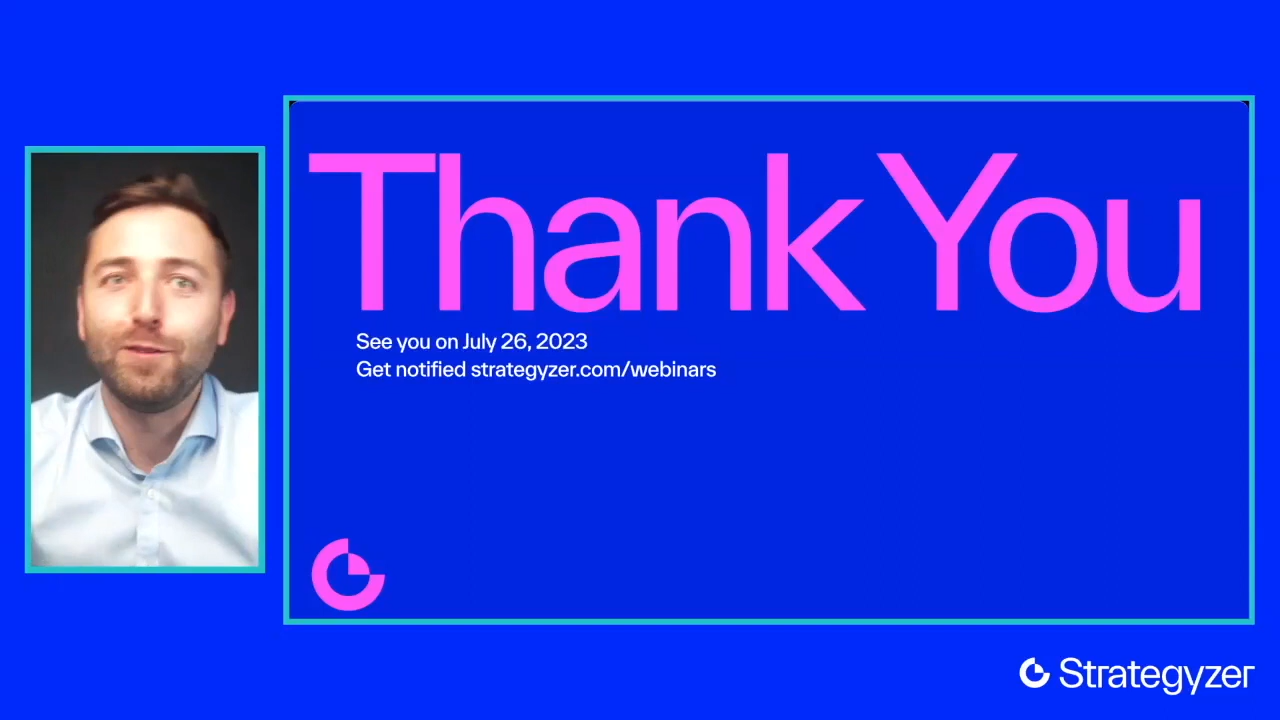 Thank You
See you on July 26, 2023
Get notified strategyzer.com/webinars
Strategyzer